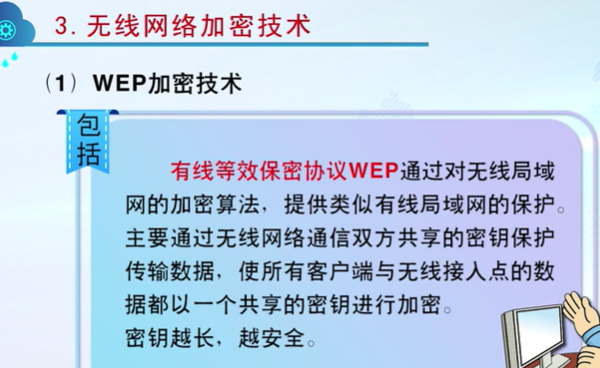 3.无线网络加密技术
（1）WEP加密技术
包括
有线等效保密协议WEP通过对无线局域
网的加密算法，提供类似有线局域网的保护。
主要通过无线网络通信双方共享的密钥保护
传输数据，使所有客户端与无线接入点的数
据都以一个共享的密钥进行加密。
密钥越长，越安全。